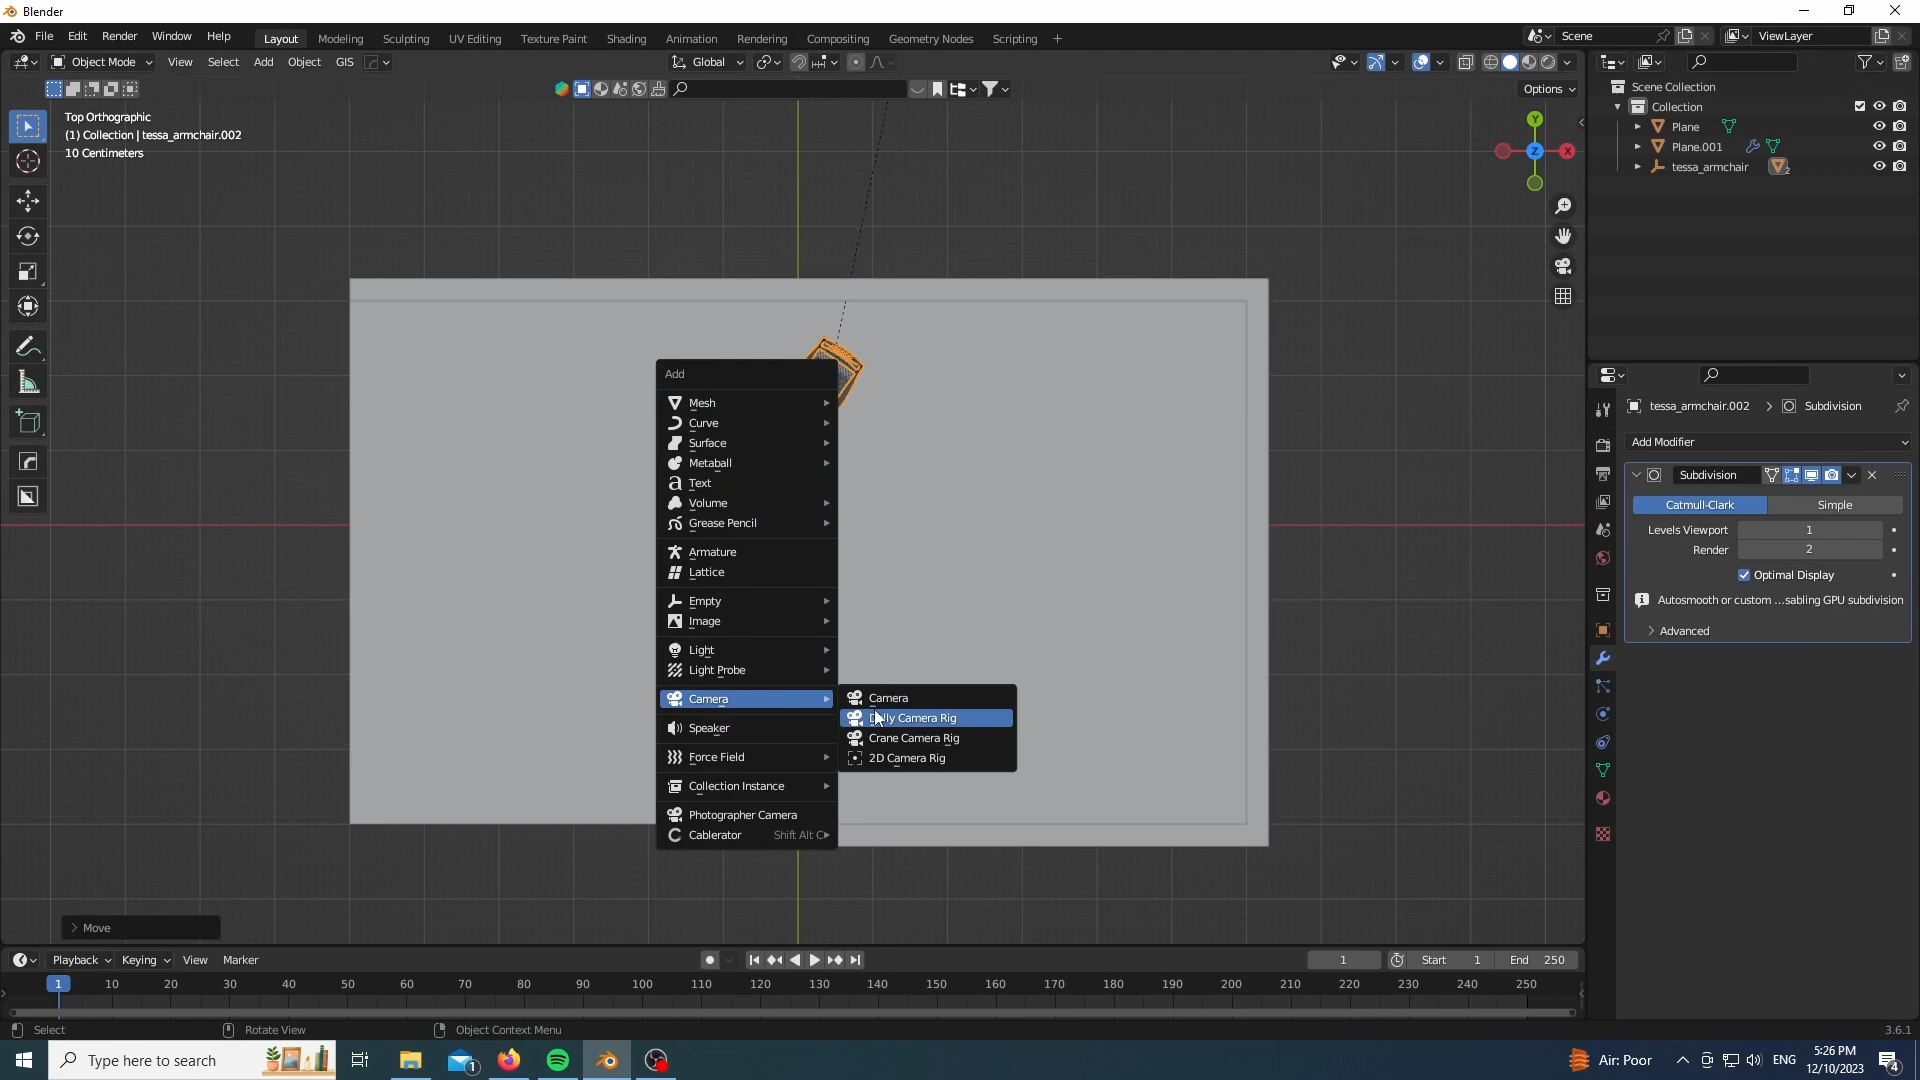 Blender
File Edit Render Window Help
Layout Modeling Sculpting UV Editing Texture Paint Shading Animation Rendering Compositing Geometry Nodes Scripting +
Scene
ViewLayer
Object Mode View Select Add Object GIS
Global
Options
Top Orthographic
(1) Collection | tessa_armchair.002
10 Centimeters
Y
Z
X
Scene Collection
Collection
Plane
Plane.001
tessa_armchair
2
tessa_armchair.002 > Subdivision
Add Modifier
Subdivision
Catmull-Clark Simple
Levels Viewport 1
Render 2
Optimal Display
Autosmooth or custom ...sabling GPU subdivision
Advanced
Add
Mesh
Curve
Surface
Metaball
Text
Volume
Grease Pencil
Armature
Lattice
Empty
Image
Light
Light Probe
Camera
Speaker
Force Field
Collection Instance
Photographer Camera
Cablerator Shift Alt C
Camera
Dolly Camera Rig
Crane Camera Rig
2D Camera Rig
Move
Playback Keying View Marker
1
Start 1
End 250
1 10 20 30 40 50 60 70 80 90 100 110 120 130 140 150 160 170 180 190 200 210 220 230 240 250
Select
Rotate View
Object Context Menu
3.6.1
Type here to search
1
Air: Poor
ENG
5:26 PM
12/10/2023
4